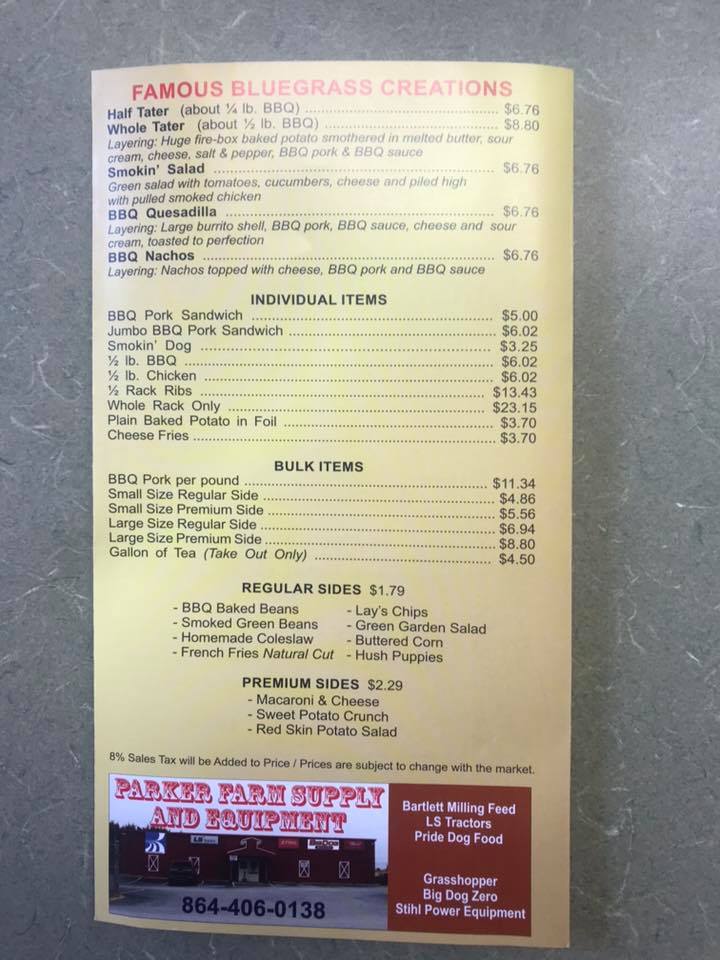 FAMOUS BLUEGRASS CREATIONS
Half Tater (about ¼ lb. BBQ) ........ $6.76
Whole Tater (about ½ lb. BBQ) ........ $8.80
Layering: Huge fire-box baked potato smothered in melted butter, sour
cream, cheese, salt & pepper, BBQ pork & BBQ sauce
Smokin' Salad ........ $6.76
Green salad with tomatoes, cucumbers, cheese and piled high
with pulled smoked chicken
BBQ Quesadilla ........ $6.76
Layering: Large burrito shell, BBQ pork, BBQ sauce, cheese and sour
cream, toasted to perfection
BBQ Nachos ........ $6.76
Layering: Nachos topped with cheese, BBQ pork and BBQ sauce
INDIVIDUAL ITEMS
BBQ Pork Sandwich ........ $5.00
Jumbo BBQ Pork Sandwich ........ $6.02
Smokin' Dog ........ $3.25
½ lb. BBQ ........ $6.02
½ lb. Chicken ........ $6.02
½ Rack Ribs ........ $13.43
Whole Rack Only ........ $23.15
Plain Baked Potato in Foil ........ $3.70
Cheese Fries ........ $3.70
BULK ITEMS
BBQ Pork per pound ........ $11.34
Small Size Regular Side ........ $4.86
Small Size Premium Side ........ $5.56
Large Size Regular Side ........ $6.94
Large Size Premium Side ........ $8.80
Gallon of Tea (Take Out Only) ........ $4.50
REGULAR SIDES $1.79
- BBQ Baked Beans
- Smoked Green Beans
- Homemade Coleslaw
- French Fries Natural Cut
- Lay's Chips
- Green Garden Salad
- Buttered Corn
- Hush Puppies
PREMIUM SIDES $2.29
- Macaroni & Cheese
- Sweet Potato Crunch
- Red Skin Potato Salad
8% Sales Tax will be Added to Price / Prices are subject to change with the market.
PARKER FARM SUPPLY
AND EQUIPMENT
864-406-0138
Bartlett Milling Feed
LS Tractors
Pride Dog Food
Grasshopper
Big Dog Zero
Stihl Power Equipment